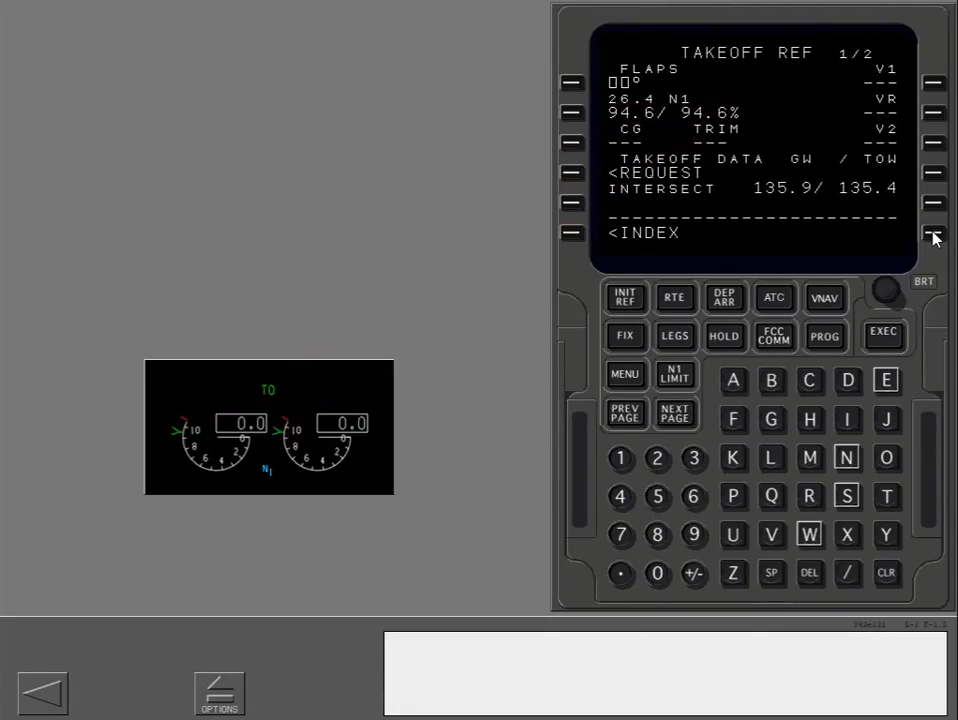 TAKEOFF REF 1/2
FLAPS V1
▯▯° ---
26.4 N1 VR
94.6/ 94.6% ---
CG TRIM V2
--- --- ---
TAKEOFF DATA GW / TOW
<REQUEST
INTERSECT 135.9/ 135.4
------------------------
<INDEX
BRT
INIT REF
RTE
DEP ARR
ATC
VNAV
FIX
LEGS
HOLD
FCC COMM
PROG
EXEC
MENU
N1 LIMIT
PREV PAGE
NEXT PAGE
A B C D E
F G H I J
1 2 3 K L M N O
4 5 6 P Q R S T
7 8 9 U V W X Y
. 0 +/- Z SP DEL / CLR
TO
0.0 0.0
10 8 6 4 2 0
10 8 6 4 2 0
N1
OPTIONS